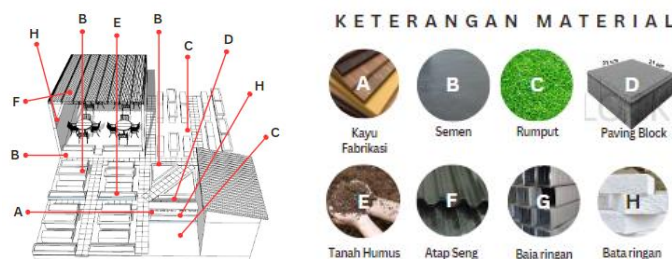 KETERANGAN MATERIAL
B
E
B
D
H
C
H
F
C
B
A
A
Kayu
Fabrikasi
B
Semen
C
Rumput
D
Paving Block
E
Tanah Humus
F
Atap Seng
G
Baja ringan
H
Bata ringan